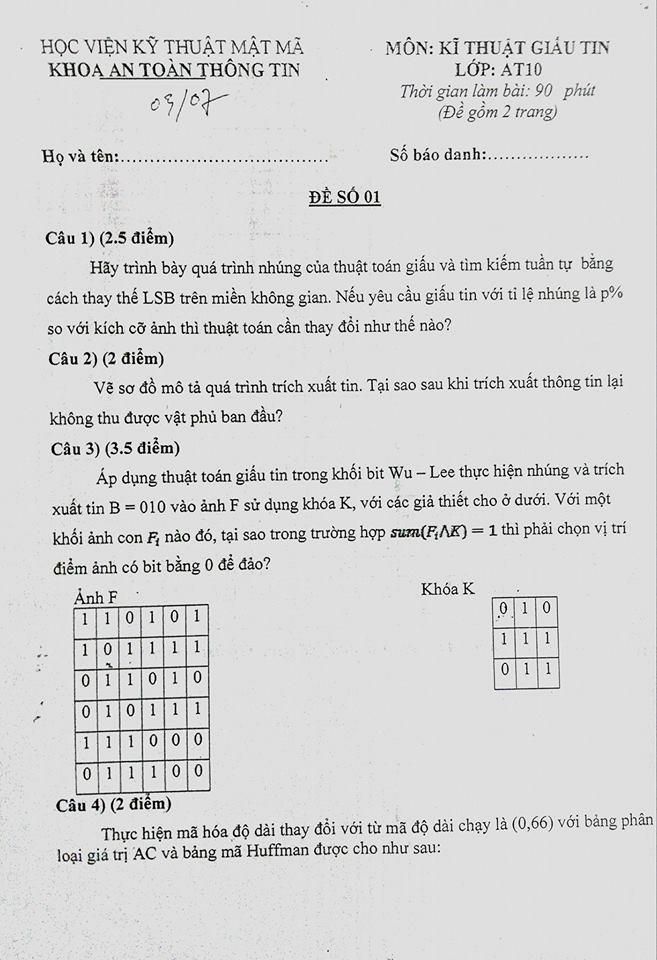 HỌC VIỆN KỸ THUẬT MẬT MÃ
KHOA AN TOÀN THÔNG TIN
03/07
MÔN: KĨ THUẬT GIẤU TIN
LỚP: AT10
Thời gian làm bài: 90 phút
(Đề gồm 2 trang)
Họ và tên:....................................
Số báo danh:..................
ĐỀ SỐ 01
Câu 1) (2.5 điểm)
Hãy trình bày quá trình nhúng của thuật toán giấu và tìm kiếm tuần tự bằng
cách thay thế LSB trên miền không gian. Nếu yêu cầu giấu tin với tỉ lệ nhúng là p%
so với kích cỡ ảnh thì thuật toán cần thay đổi như thế nào?
Câu 2) (2 điểm)
Vẽ sơ đồ mô tả quá trình trích xuất tin. Tại sao sau khi trích xuất thông tin lại
không thu được vật phủ ban đầu?
Câu 3) (3.5 điểm)
Áp dụng thuật toán giấu tin trong khối bit Wu – Lee thực hiện nhúng và trích
xuất tin B = 010 vào ảnh F sử dụng khóa K, với các giả thiết cho ở dưới. Với một
khối ảnh con Fᵢ nào đó, tại sao trong trường hợp sum(Fᵢ⋀K) = 1 thì phải chọn vị trí
điểm ảnh có bit bằng 0 để đảo?
Ảnh F
1 1 0 1 0 1
1 0 1 1 1 1
0 1 1 0 1 0
0 1 0 1 1 1
1 1 1 0 0 0
0 1 1 1 0 0
Khóa K
0 1 0
1 1 1
0 1 1
Câu 4) (2 điểm)
Thực hiện mã hóa độ dài thay đổi với từ mã độ dài chạy là (0,66) với bảng phân
loại giá trị AC và bảng mã Huffman được cho như sau: